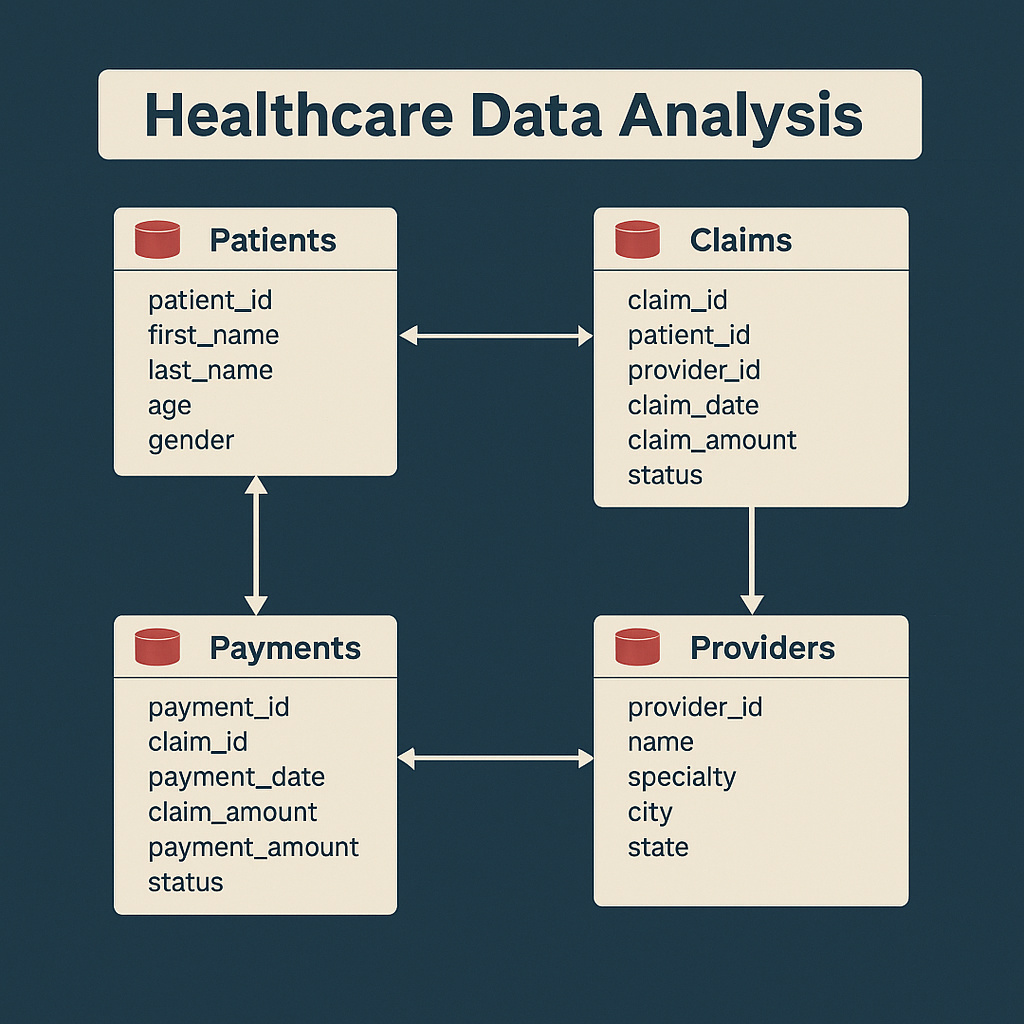 Healthcare Data Analysis
Patients
patient_id
first_name
last_name
age
gender
Claims
claim_id
patient_id
provider_id
claim_date
claim_amount
status
Payments
payment_id
claim_id
payment_date
claim_amount
payment_amount
status
Providers
provider_id
name
specialty
city
state